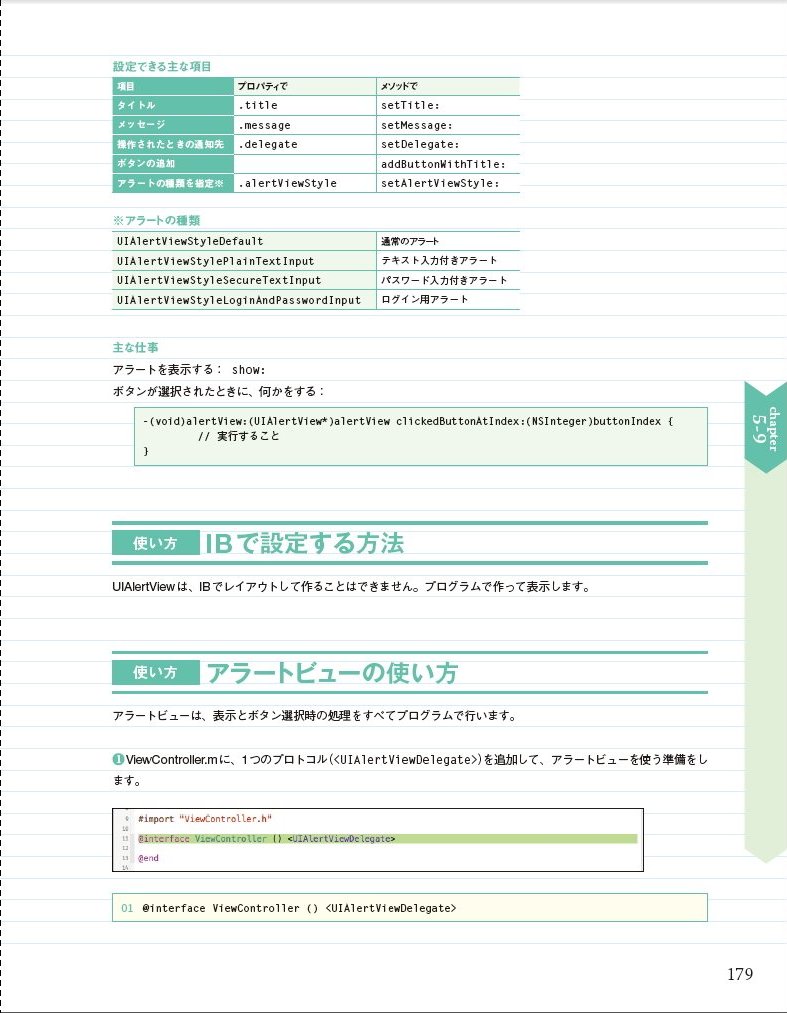 設定できる主な項目
項目 プロパティで メソッドで
タイトル .title setTitle:
メッセージ .message setMessage:
操作されたときの通知先 .delegate setDelegate:
ボタンの追加 addButtonWithTitle:
アラートの種類を指定※ .alertViewStyle setAlertViewStyle:
※アラートの種類
UIAlertViewStyleDefault 通常のアラート
UIAlertViewStylePlainTextInput テキスト入力付きアラート
UIAlertViewStyleSecureTextInput パスワード入力付きアラート
UIAlertViewStyleLoginAndPasswordInput ログイン用アラート
主な仕事
アラートを表示する： show:
ボタンが選択されたときに、何かをする：
-(void)alertView:(UIAlertView*)alertView clickedButtonAtIndex:(NSInteger)buttonIndex {
// 実行すること
}
chapter
5-9
使い方 IBで設定する方法
UIAlertViewは、IBでレイアウトして作ることはできません。プログラムで作って表示します。
使い方 アラートビューの使い方
アラートビューは、表示とボタン選択時の処理をすべてプログラムで行います。
❶ViewController.mに、1つのプロトコル(<UIAlertViewDelegate>)を追加して、アラートビューを使う準備をし
ます。
9 #import "ViewController.h"
10
11 @interface ViewController () <UIAlertViewDelegate>
12
13 @end
14
01 @interface ViewController () <UIAlertViewDelegate>
179